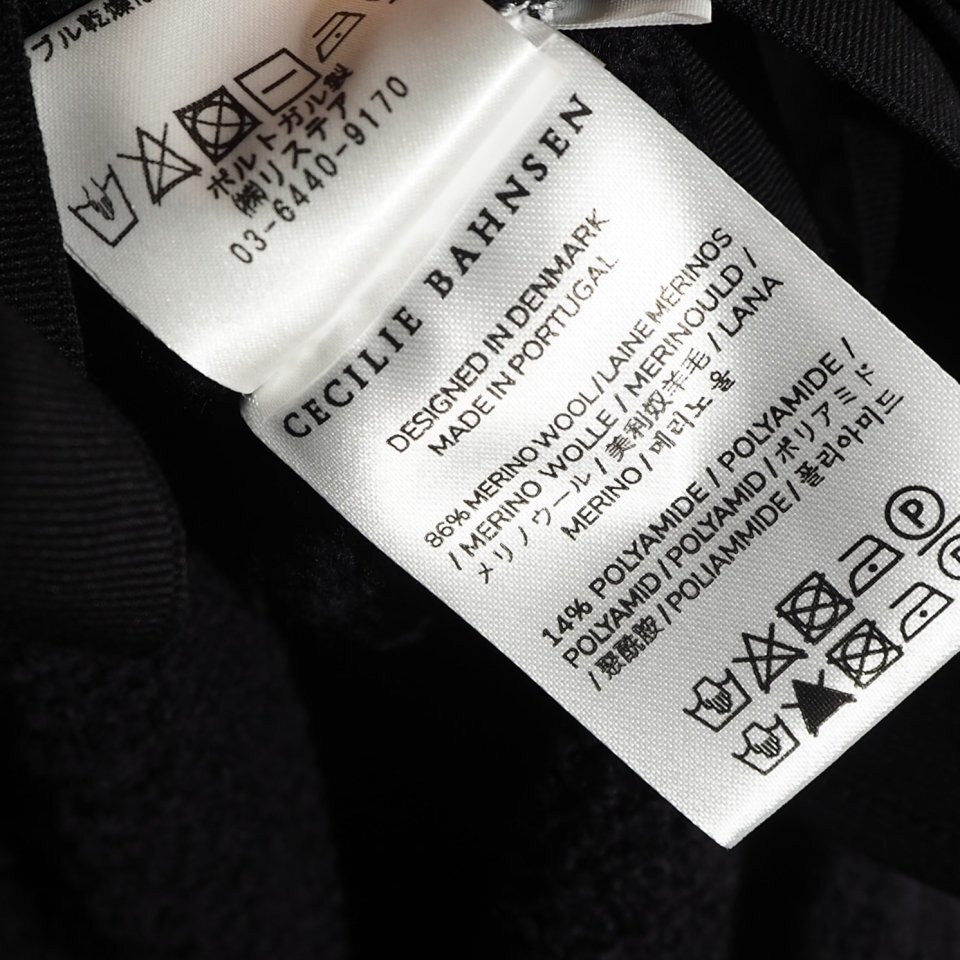 ブル乾燥
ポルトガル製
㈱リステア
03-6440-9170
CECILIE BAHNSEN
DESIGNED IN DENMARK
MADE IN PORTUGAL
86% MERINO WOOL / LAINE MÉRINOS
/ MERINO WOLLE / MERINOULD /
メリノウール / 美利奴羊毛 / LANA
MERINO / 메리노 울
14% POLYAMIDE / POLYAMIDE /
POLYAMID / POLYAMID / ポリアミド
/ 聚酰胺 / POLIAMMIDE / 폴리아미드
P